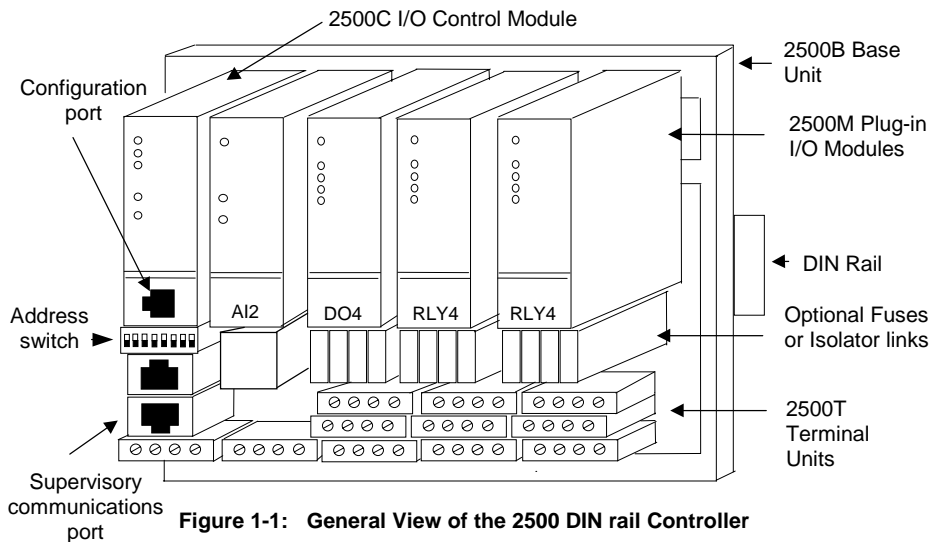 2500C I/O Control Module
2500B Base
Unit
Configuration
port
2500M Plug-in
I/O Modules
DIN Rail
AI2
DO4
RLY4
RLY4
Address
switch
Optional Fuses
or Isolator links
2500T
Terminal
Units
Supervisory
communications
port
Figure 1-1: General View of the 2500 DIN rail Controller